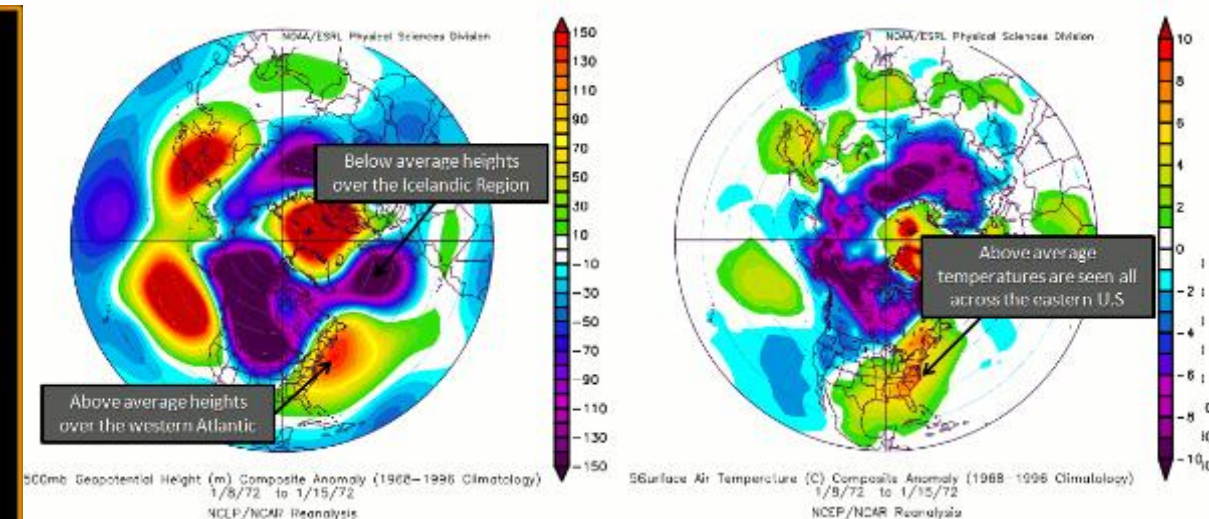 NOAA/ESRL Physical Sciences Division
150
130
110
90
70
50
30
10
-10
-30
-50
-70
-90
-110
-130
-150
Below average heights
over the Icelandic Region
Above average heights
over the western Atlantic
500mb Geopotential Height (m) Composite Anomaly (1968-1996 Climatology)
1/8/72 to 1/15/72
NCEP/NCAR Reanalysis
NOAA/ESRL Physical Sciences Division
10
8
6
4
2
0
-2
-4
-6
-8
-10
Above average
temperatures are seen all
across the eastern U.S
Surface Air Temperature (C) Composite Anomaly (1968-1996 Climatology)
1/8/72 to 1/15/72
NCEP/NCAR Reanalysis